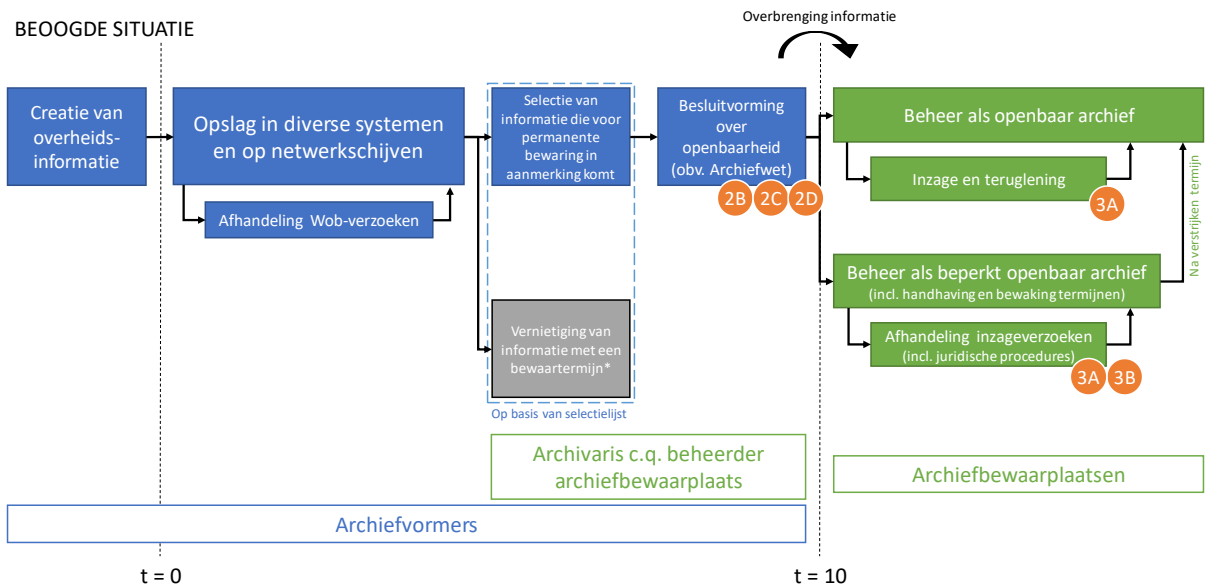 Overbrenging informatie
BEOOGDE SITUATIE
Creatie van
overheids-
informatie
Opslag in diverse systemen
en op netwerkschijven
Afhandeling Wob-verzoeken
Selectie van
informatie die voor
permanente
bewaring in
aanmerking komt
Vernietiging van
informatie met een
bewaartermijn*
Op basis van selectielijst
Besluitvorming
over
openbaarheid
(obv. Archiefwet)
2B
2C
2D
Beheer als openbaar archief
Inzage en teruglening
3A
Beheer als beperkt openbaar archief
(incl. handhaving en bewaking termijnen)
Afhandeling inzageverzoeken
(incl. juridische procedures)
3A
3B
Na verstrijken termijn
Archivaris c.q. beheerder
archiefbewaarplaats
Archiefbewaarplaatsen
Archiefvormers
t = 0
t = 10